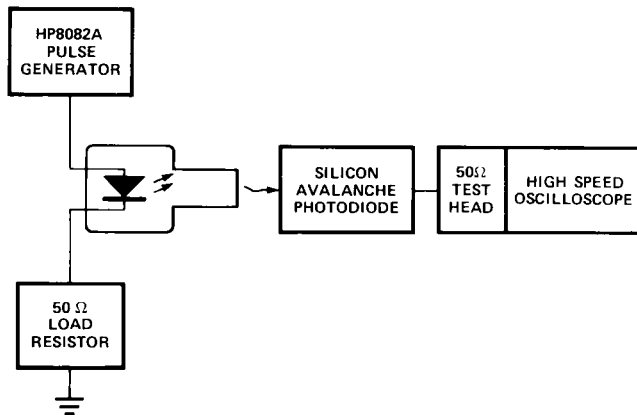 HP8082A
PULSE
GENERATOR
SILICON
AVALANCHE
PHOTODIODE
50Ω
TEST
HEAD
HIGH SPEED
OSCILLOSCOPE
50 Ω
LOAD
RESISTOR